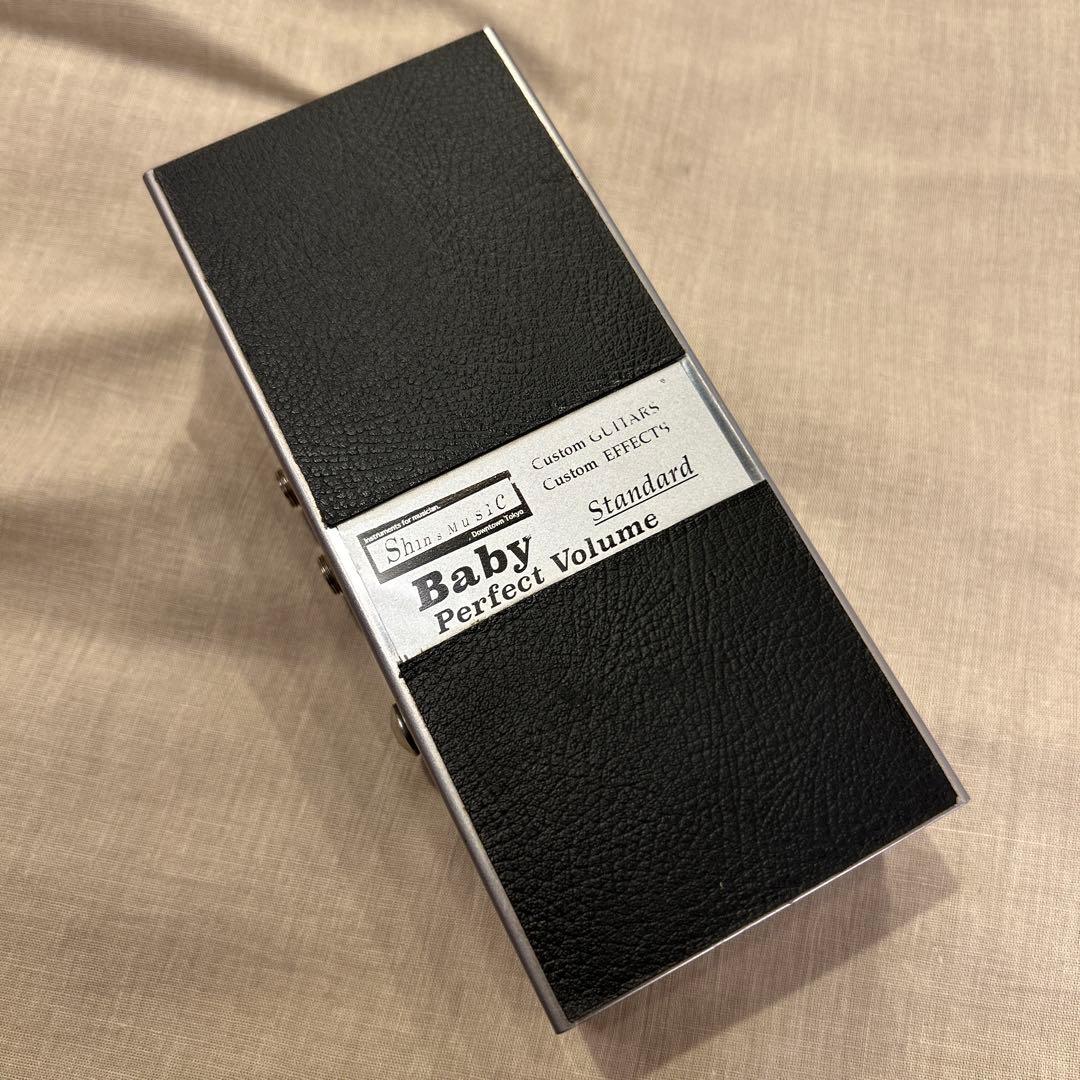 Instruments for musician.
Shin's Music
Downtown Tokyo
Custom GUITARS
Custom EFFECTS
Standard
Baby
Perfect Volume